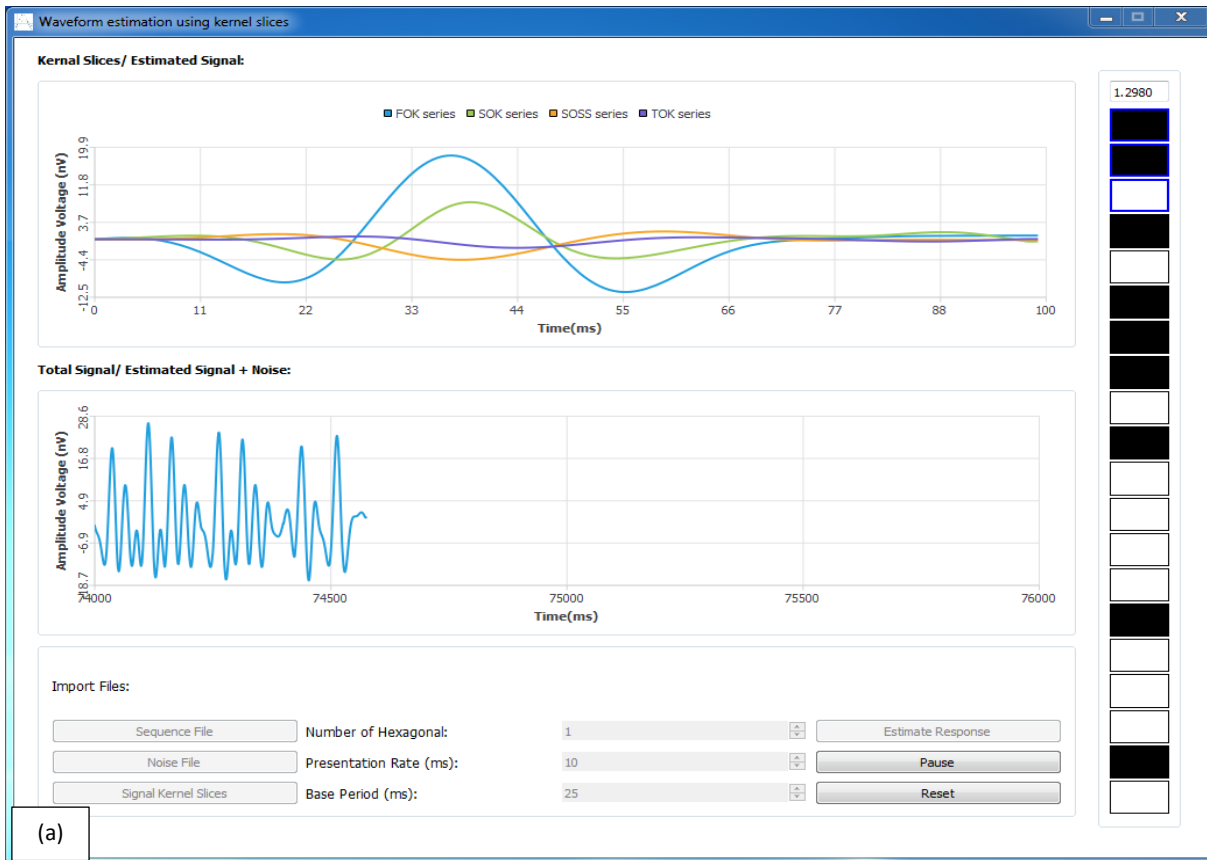 Waveform estimation using kernel slices
Kernal Slices/ Estimated Signal:
1.2980
FOK series SOK series SOSS series TOK series
Amplitude Voltage (nV)
19.9
11.8
3.7
-4.4
-12.5
0 11 22 33 44 55 66 77 88 100
Time(ms)
Total Signal/ Estimated Signal + Noise:
Amplitude Voltage (nV)
28.6
16.8
4.9
-6.9
-18.7
74000 74500 75000 75500 76000
Time(ms)
Import Files:
Sequence File Number of Hexagonal: 1 Estimate Response
Noise File Presentation Rate (ms): 10 Pause
Signal Kernel Slices Base Period (ms): 25 Reset
(a)